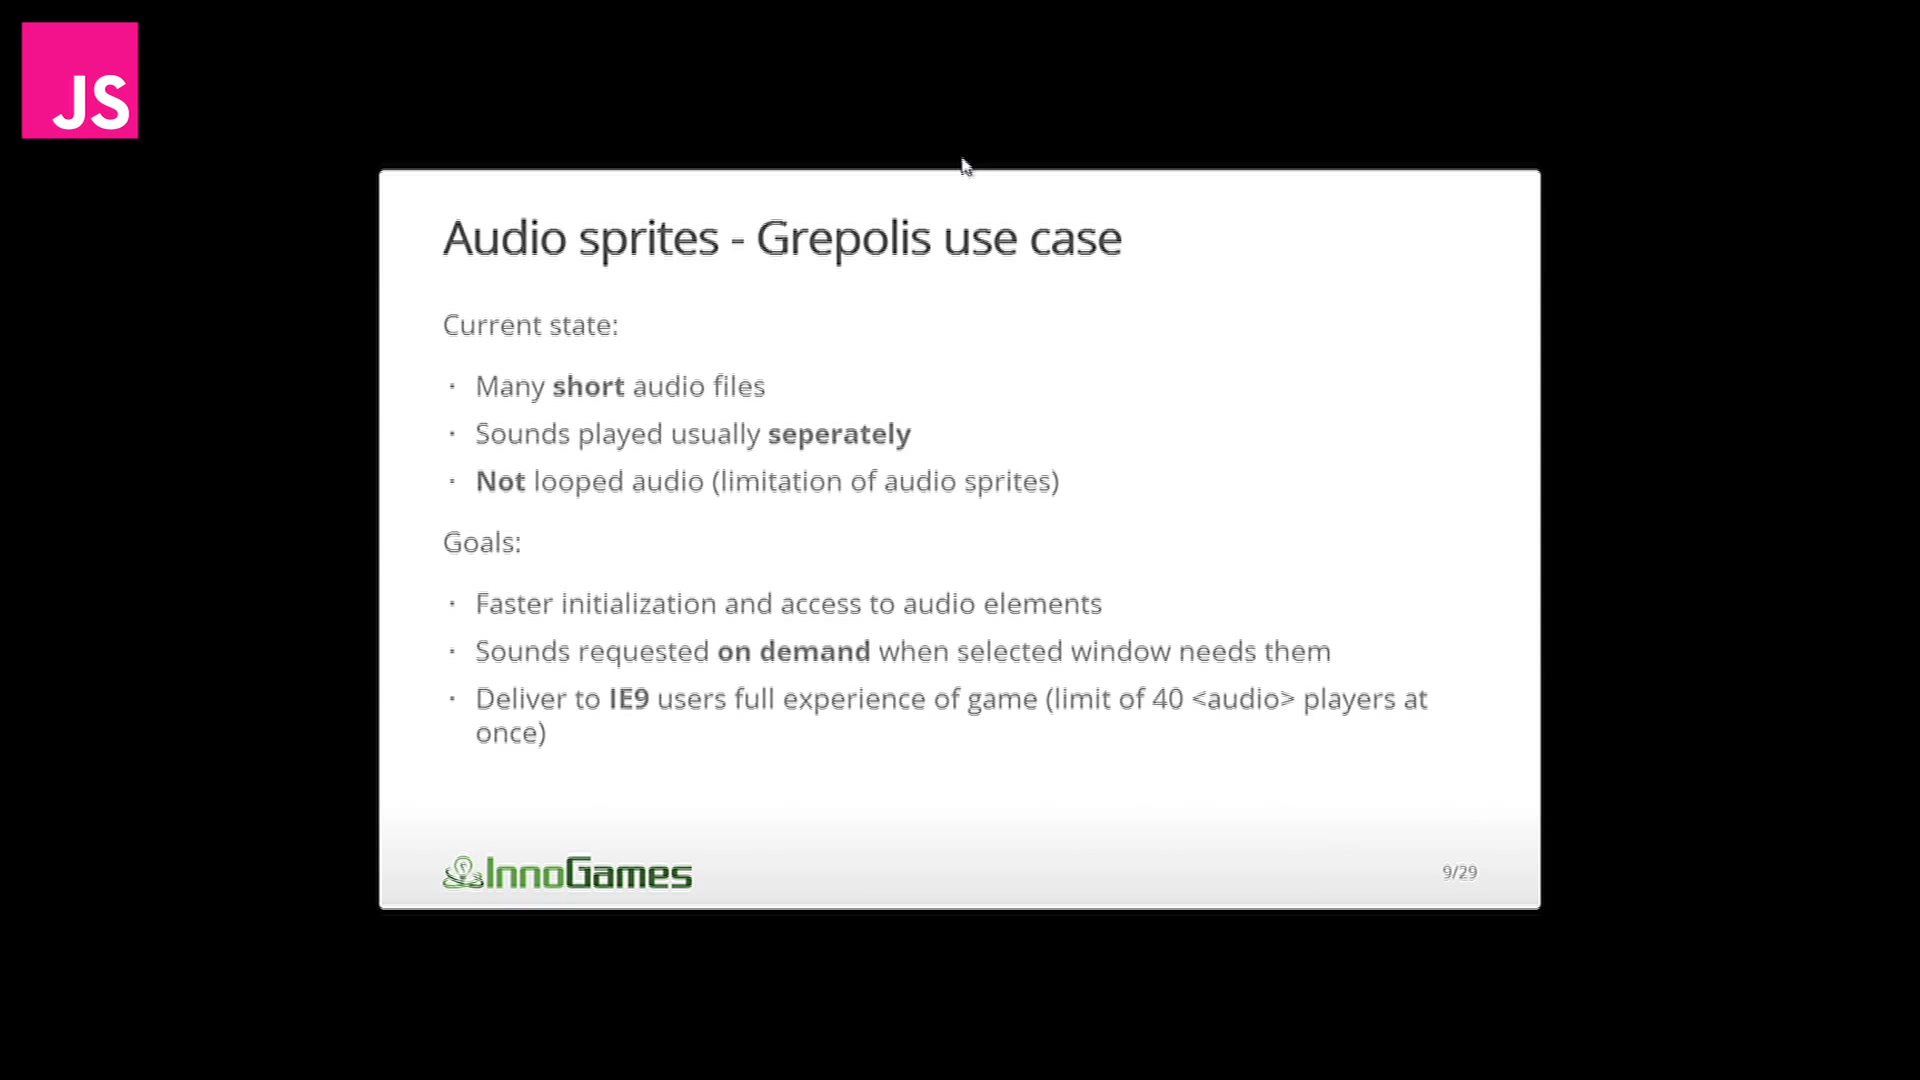 JS
Audio sprites - Grepolis use case
Current state:
· Many short audio files
· Sounds played usually seperately
· Not looped audio (limitation of audio sprites)
Goals:
· Faster initialization and access to audio elements
· Sounds requested on demand when selected window needs them
· Deliver to IE9 users full experience of game (limit of 40 <audio> players at
once)
InnoGames
9/29